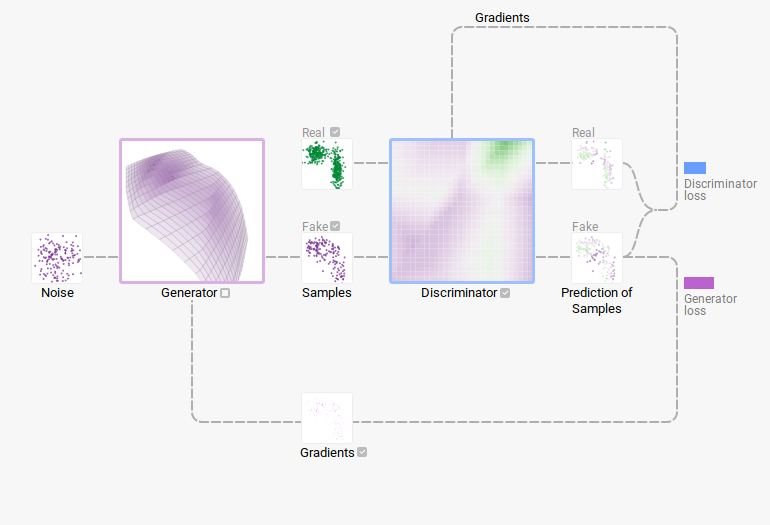 Gradients
Real
Real
Discriminator
loss
Fake
Fake
Generator
loss
Noise
Generator
Samples
Discriminator
Prediction of
Samples
Gradients